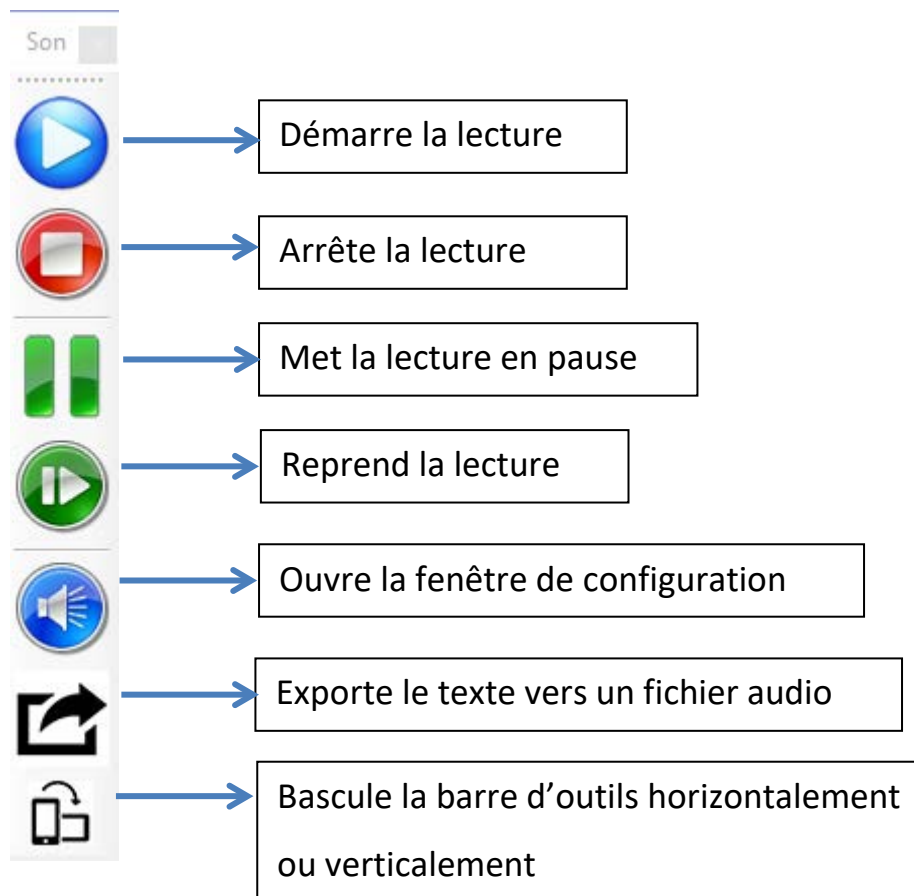 Son
Démarre la lecture
Arrête la lecture
Met la lecture en pause
Reprend la lecture
Ouvre la fenêtre de configuration
Exporte le texte vers un fichier audio
Bascule la barre d’outils horizontalement
ou verticalement